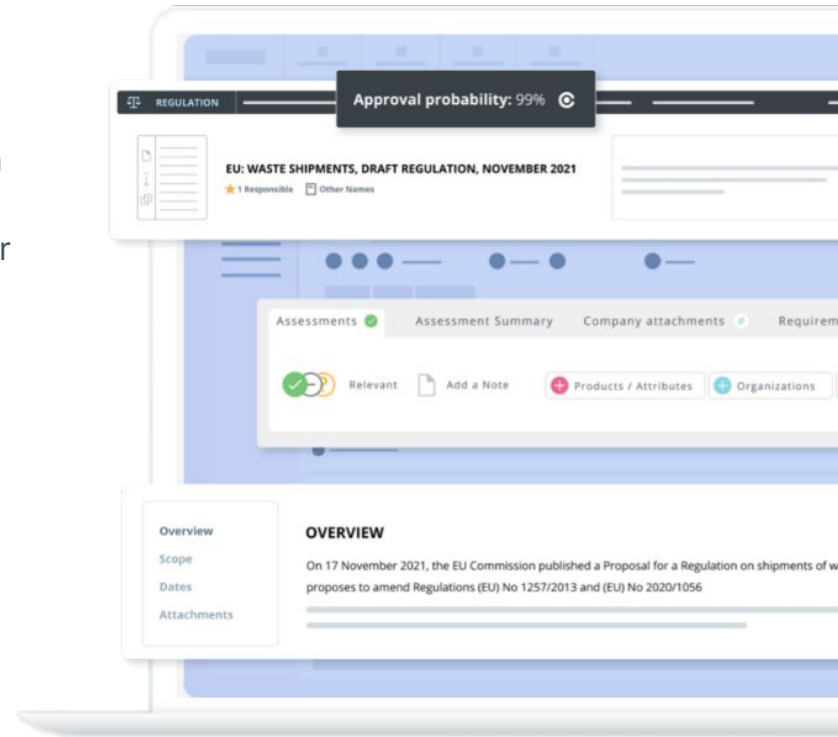 REGULATION
Approval probability: 99%
EU: WASTE SHIPMENTS, DRAFT REGULATION, NOVEMBER 2021
1 Responsible Other Names
r
Assessments Assessment Summary Company attachments Requirem
Relevant Add a Note Products / Attributes Organizations
Overview
Scope
Dates
Attachments
OVERVIEW
On 17 November 2021, the EU Commission published a Proposal for a Regulation on shipments of w
proposes to amend Regulations (EU) No 1257/2013 and (EU) No 2020/1056